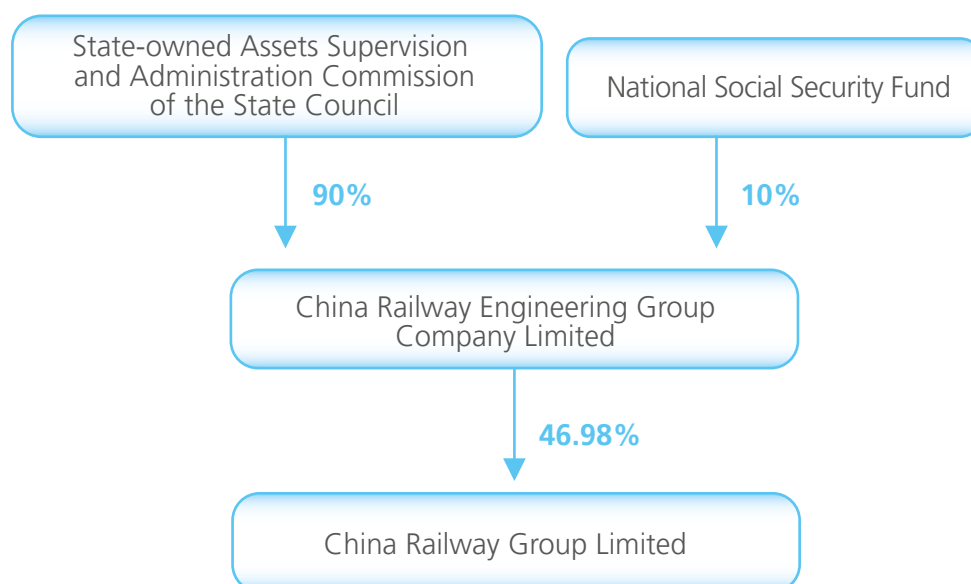 State-owned Assets Supervision
and Administration Commission
of the State Council
National Social Security Fund
90%
10%
China Railway Engineering Group
Company Limited
46.98%
China Railway Group Limited